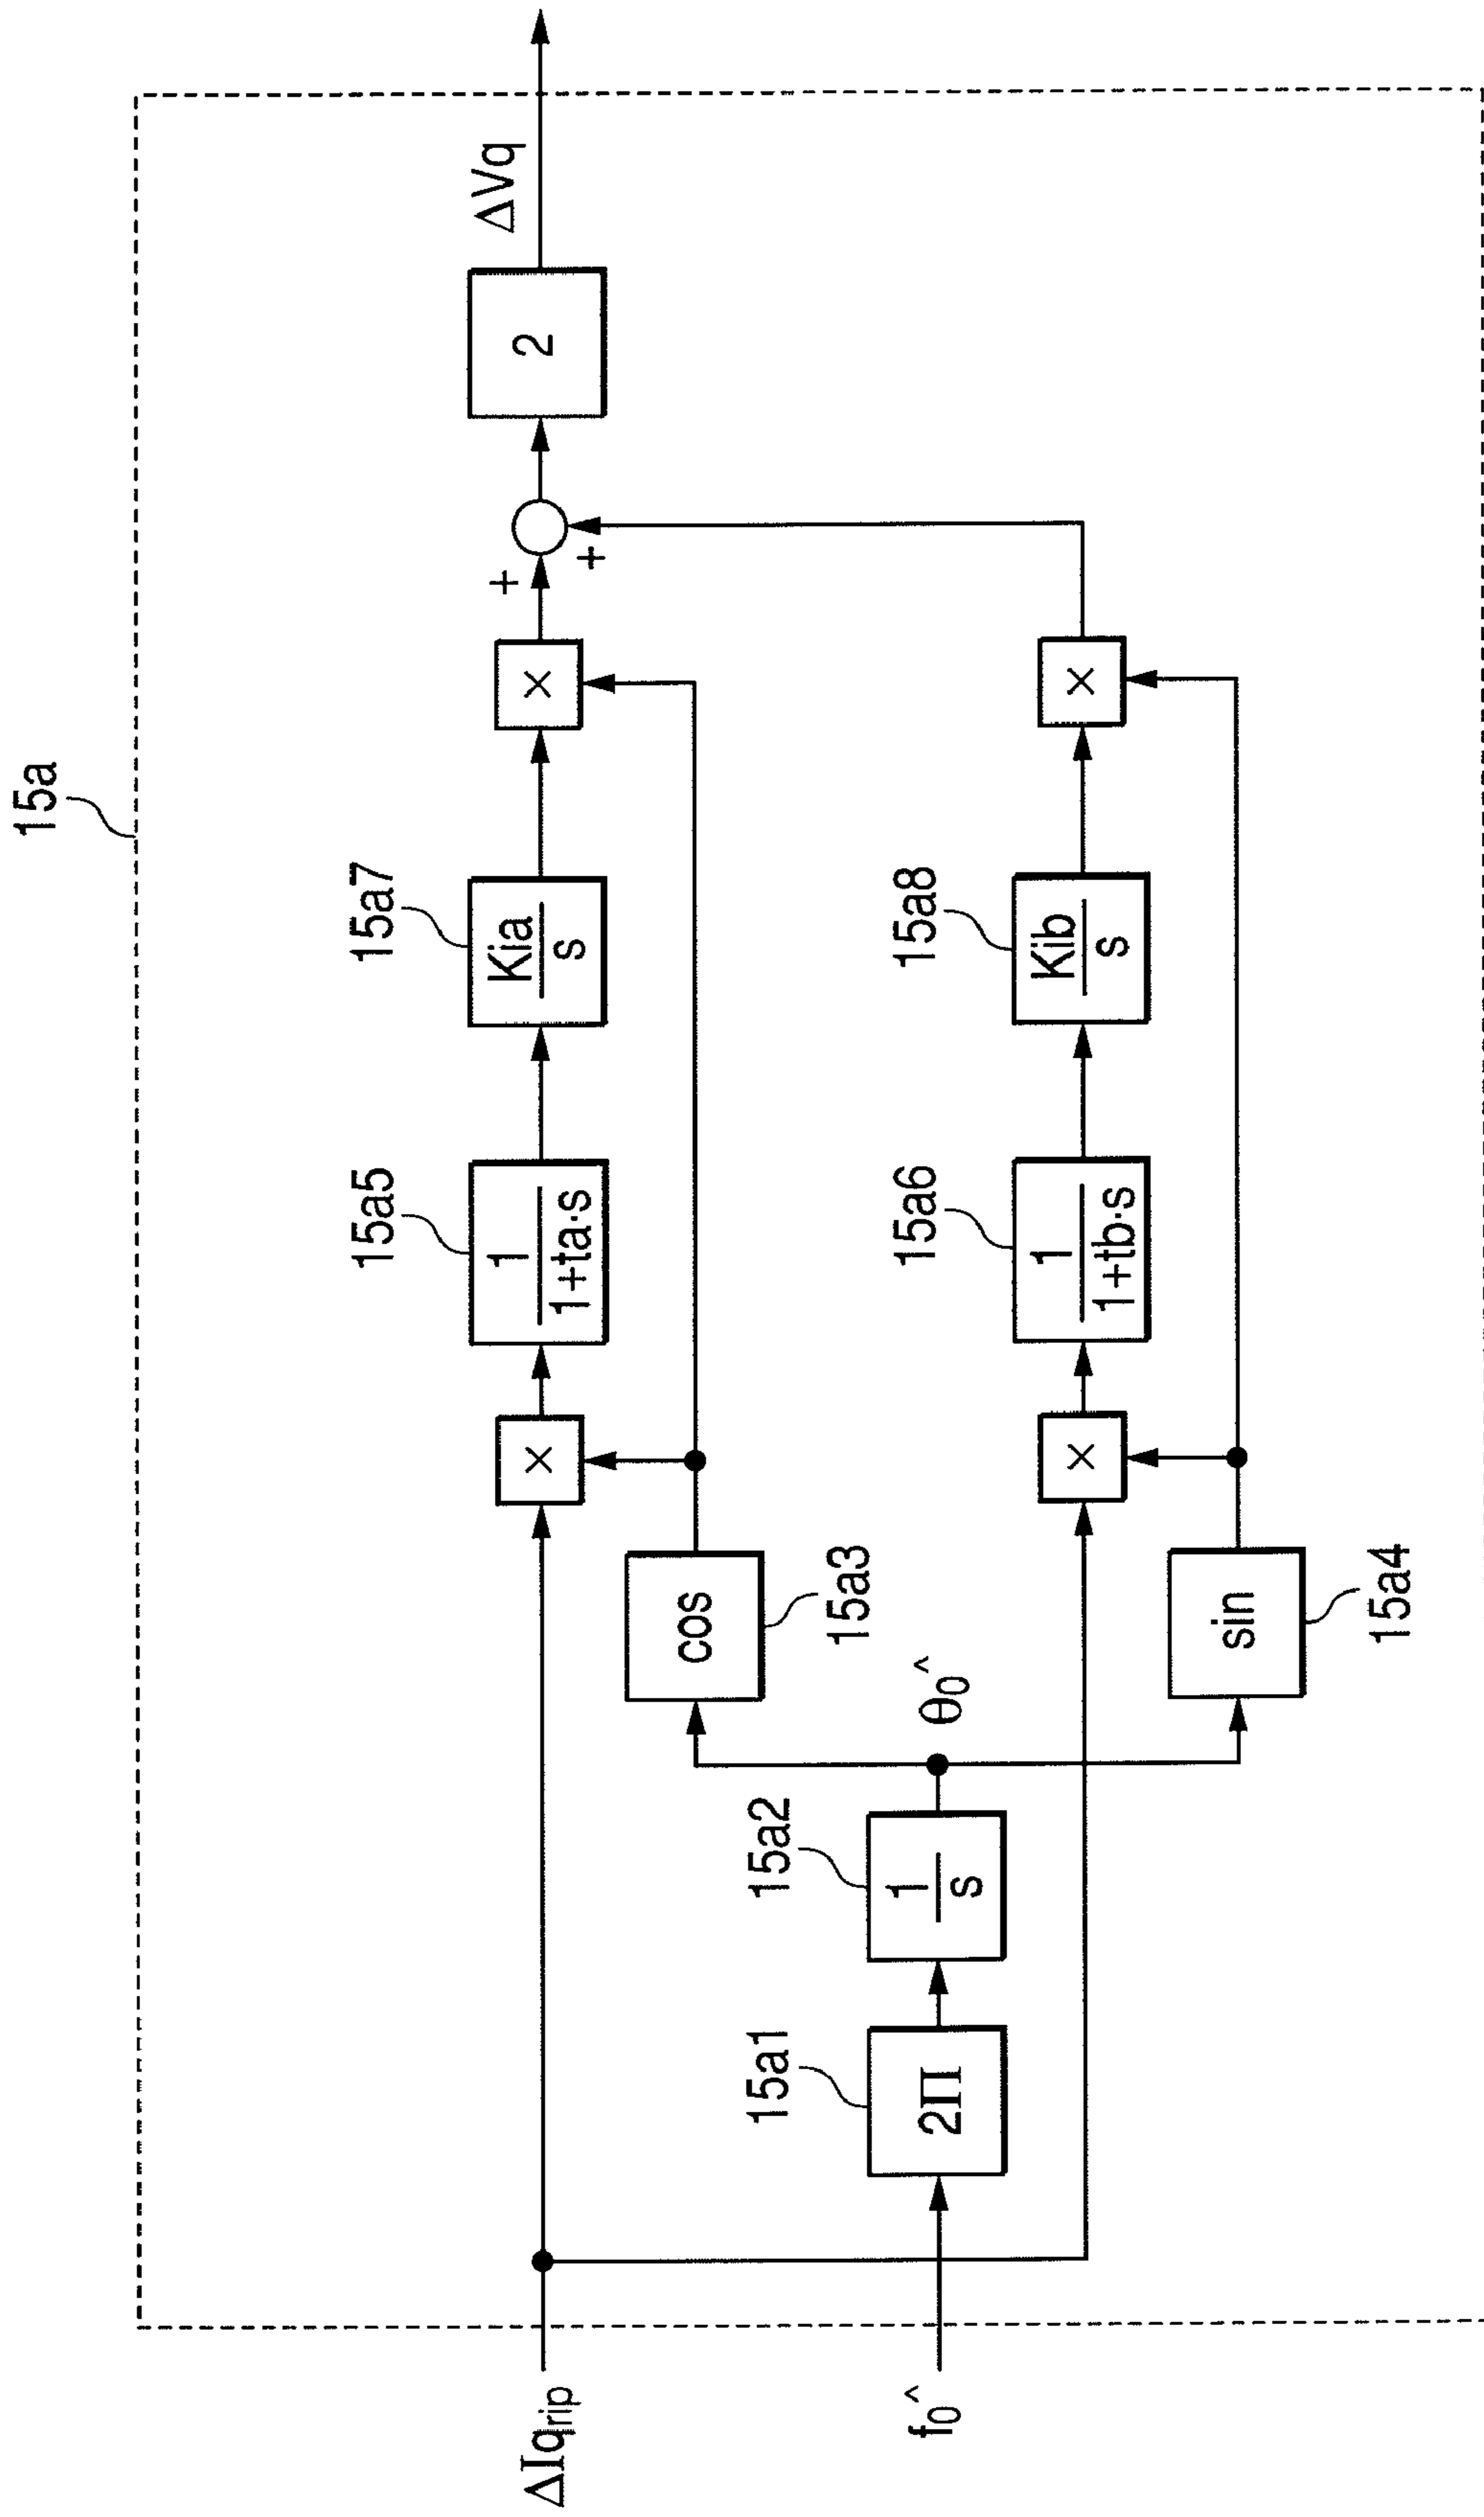 15a
ΔIqrip
f0^
15a1
2Π
15a2
1
s
θ0^
cos
15a3
sin
15a4
×
15a5
1
1+ta·s
15a7
Kia
s
×
+
+
2
ΔVq
×
15a6
1
1+tb·s
15a8
Kib
s
×